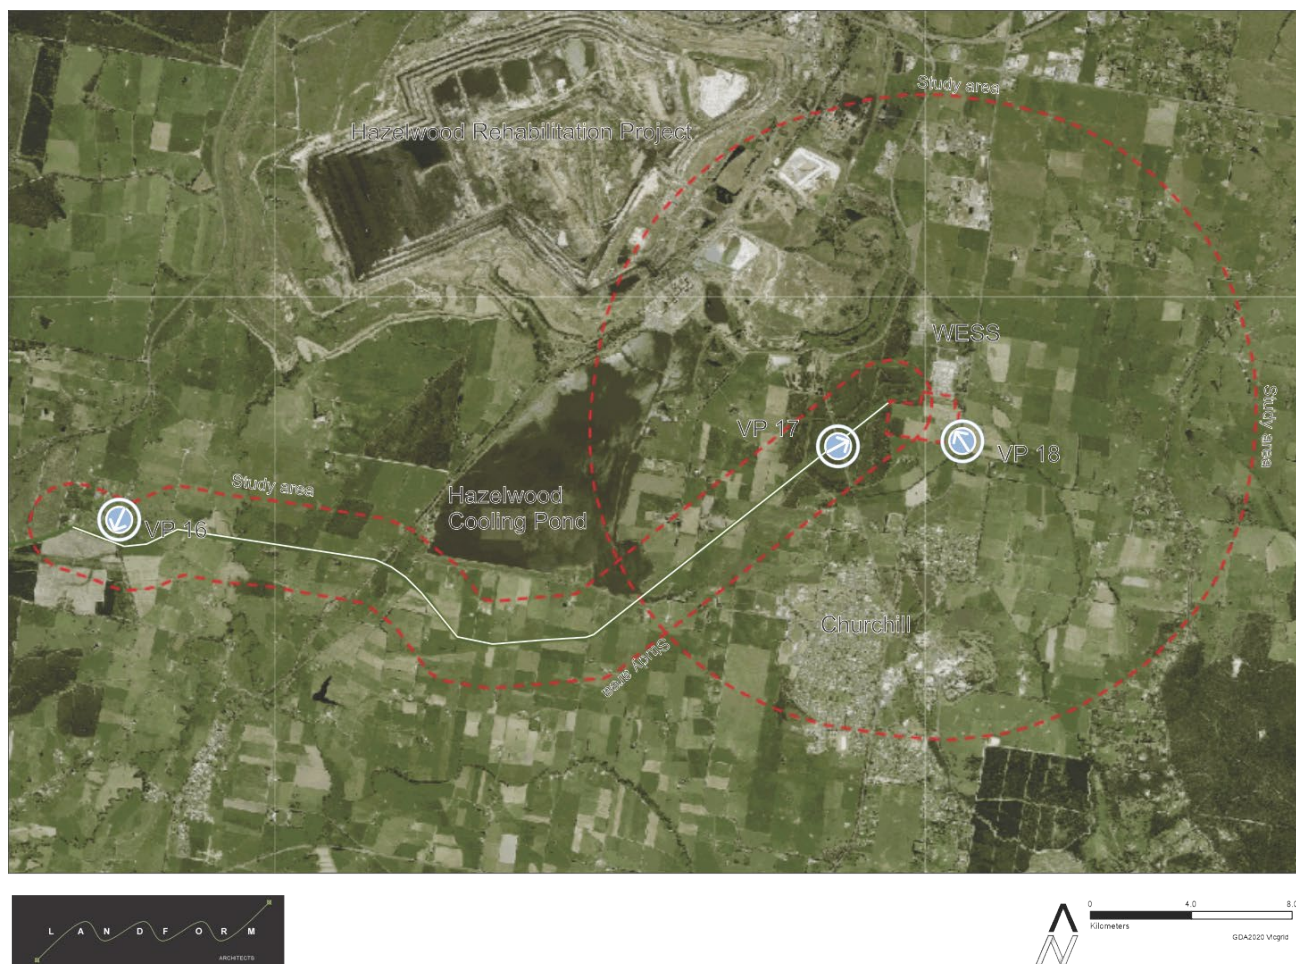 Study area
Hazelwood Rehabilitation Project
WESS
Study area
VP 17
VP 18
Study area
Hazelwood
Cooling Pond
VP 16
Churchill
Study area
LANDFORM
ARCHITECTS
N
0 4.0 8.0
Kilometers
GDA2020 Vicgrid